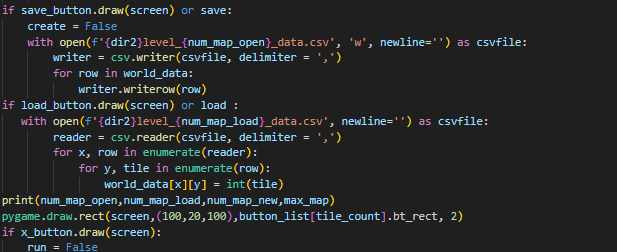 if save_button.draw(screen) or save:
    create = False
    with open(f'{dir2}level_{num_map_open}_data.csv', 'w', newline='') as csvfile:
        writer = csv.writer(csvfile, delimiter = ',')
        for row in world_data:
            writer.writerow(row)
if load_button.draw(screen) or load :
   with open(f'{dir2}level_{num_map_load}_data.csv', newline='') as csvfile:
        reader = csv.reader(csvfile, delimiter = ',')
        for x, row in enumerate(reader):
            for y, tile in enumerate(row):
                world_data[x][y] = int(tile)
print(num_map_open,num_map_load,num_map_new,max_map)
pygame.draw.rect(screen,(100,20,100),button_list[tile_count].bt_rect, 2)
if x_button.draw(screen):
    run = False